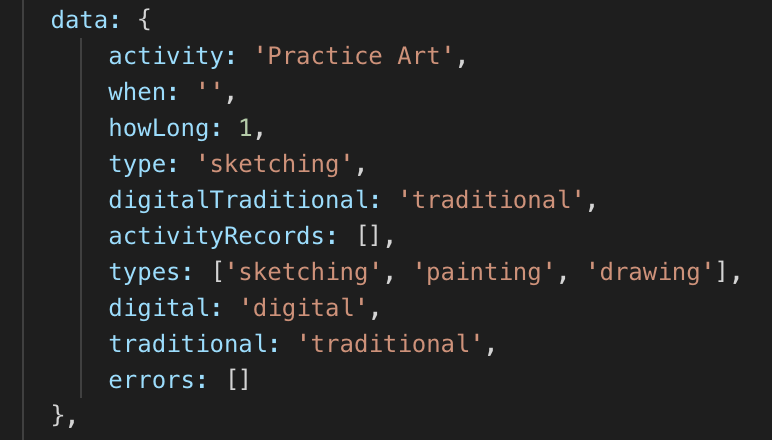 data: {
activity: 'Practice Art',
when: '',
howLong: 1,
type: 'sketching',
digitalTraditional: 'traditional',
activityRecords: [],
types: ['sketching', 'painting', 'drawing'],
digital: 'digital',
traditional: 'traditional',
errors: []
},